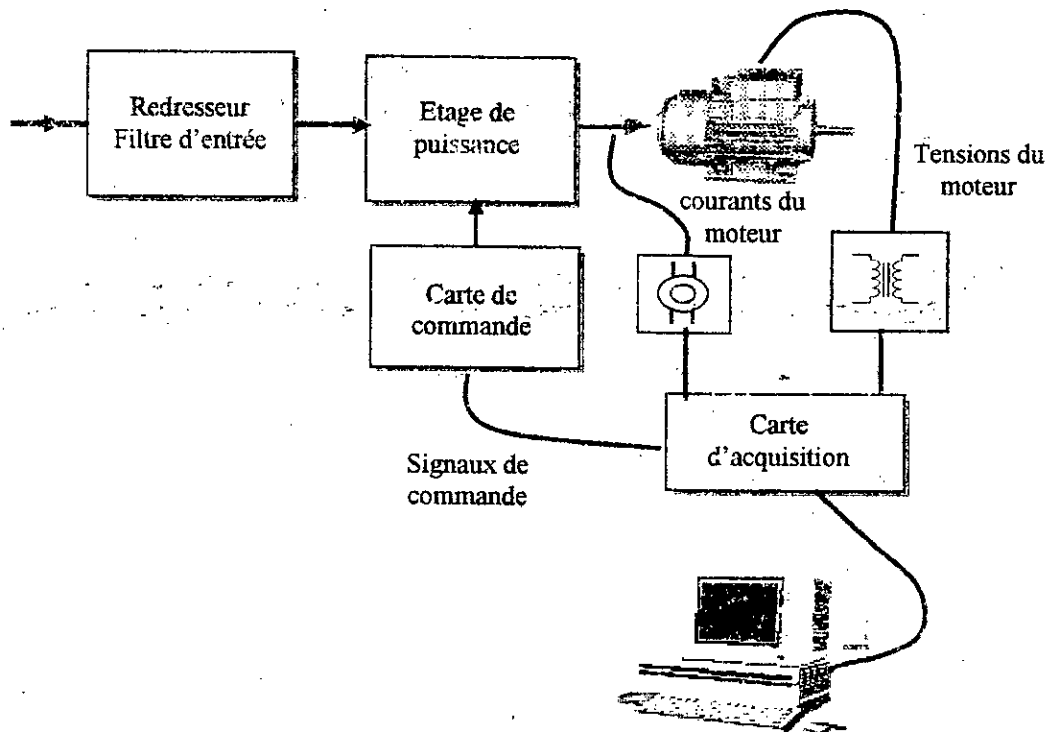 Redresseur
Filtre d'entrée
Etage de
puissance
Tensions du
moteur
courants du
moteur
Carte de
commande
Carte
d'acquisition
Signaux de
commande